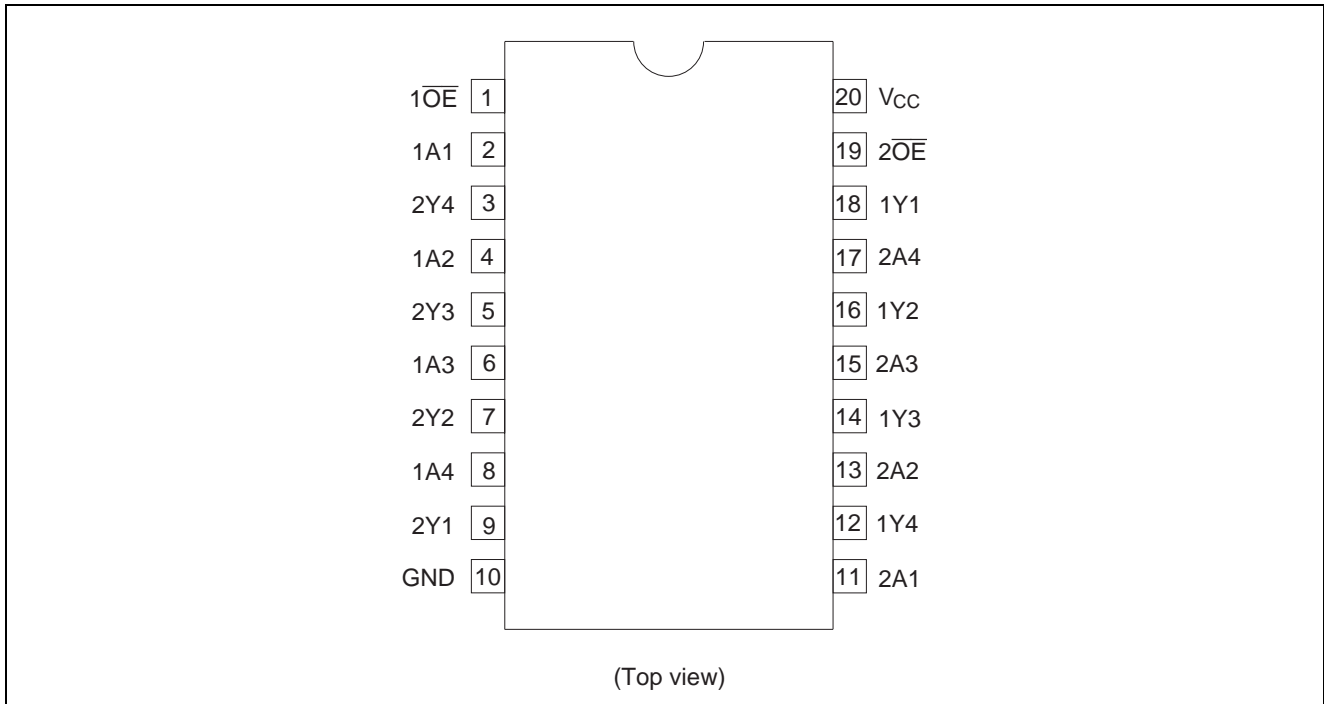 1O̅E̅ 1 20 VCC
1A1 2 19 2O̅E̅
2Y4 3 18 1Y1
1A2 4 17 2A4
2Y3 5 16 1Y2
1A3 6 15 2A3
2Y2 7 14 1Y3
1A4 8 13 2A2
2Y1 9 12 1Y4
GND 10 11 2A1
(Top view)